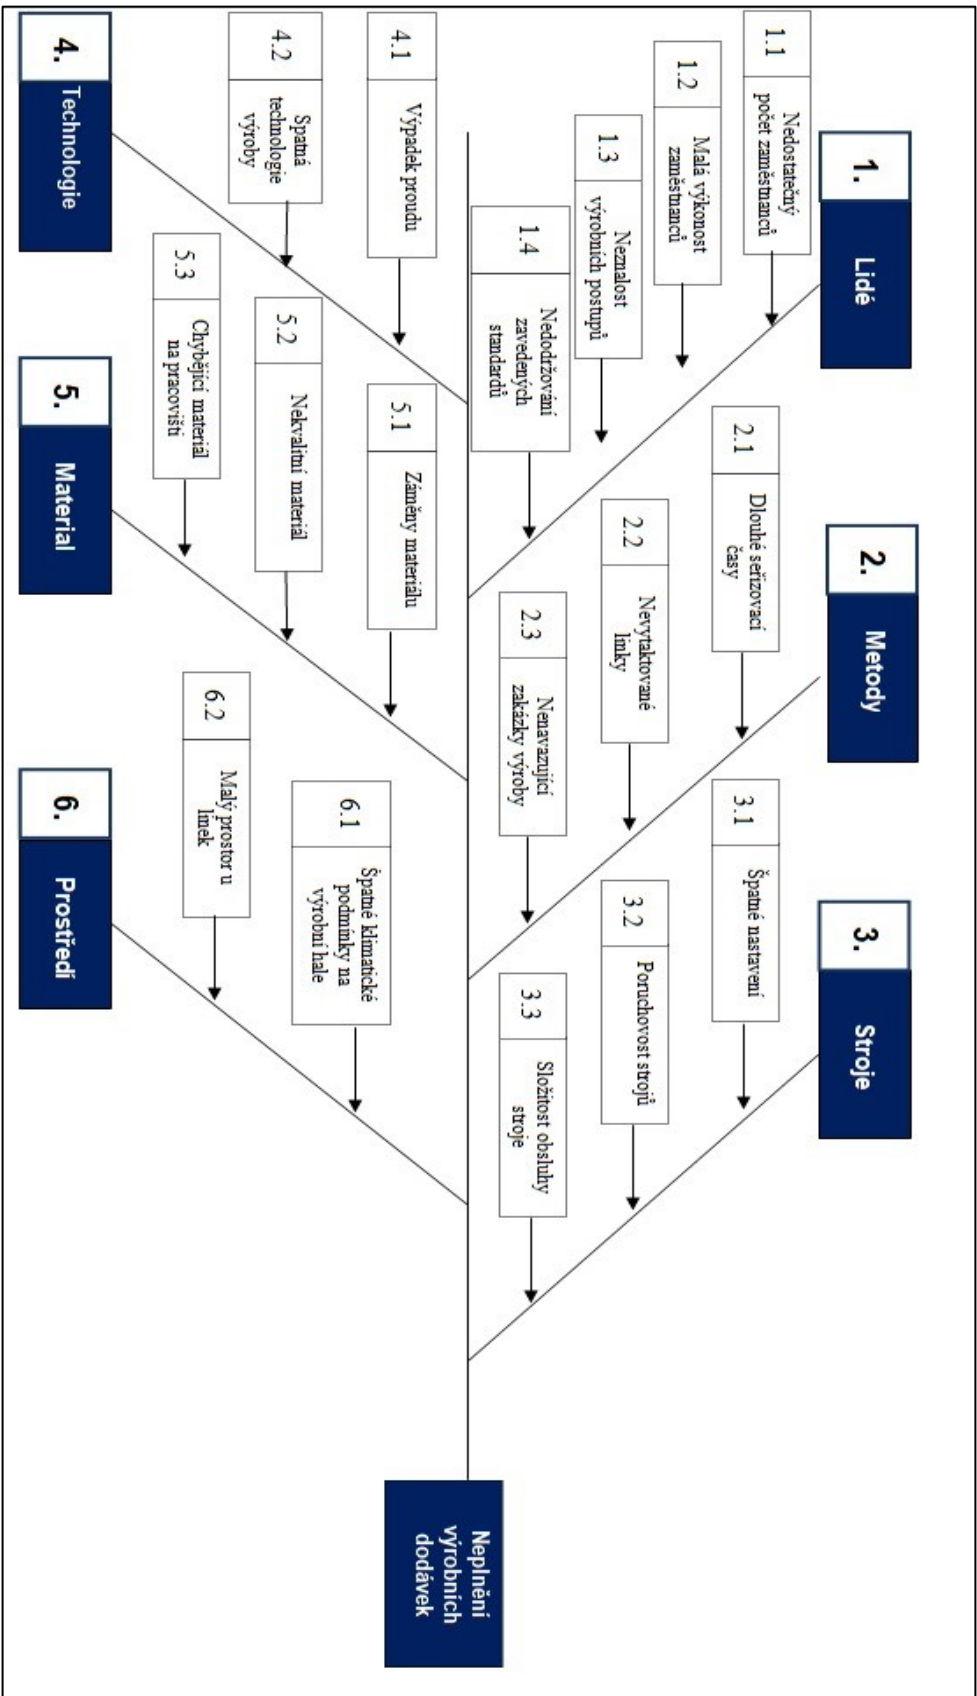 1.
Lidé
2.
Metody
3.
Stroje
1.1
Nedostatečný
počet zaměstnanců
1.2
Malá výkonost
zaměstnanců
1.3
Neznalost
výrobních postupů
1.4
Nedodržování
zavedených
standardů
2.1
Dlouhé seřizovací
časy
2.2
Nevytaktované
linky
2.3
Nenavazující
zakázky výroby
3.1
Špatné nastavení
3.2
Poruchovost strojů
3.3
Složitost obsluhy
stroje
Neplnění
výrobních
dodávek
4.1
Výpadek proudu
4.2
Špatná
technologie
výroby
5.1
Záměny materiálu
5.2
Nekvalitní materiál
5.3
Chybějící materiál
na pracovišti
6.1
Špatné klimatické
podmínky na
výrobní hale
6.2
Malý prostor u
linek
4.
Technologie
5.
Material
6.
Prostředí